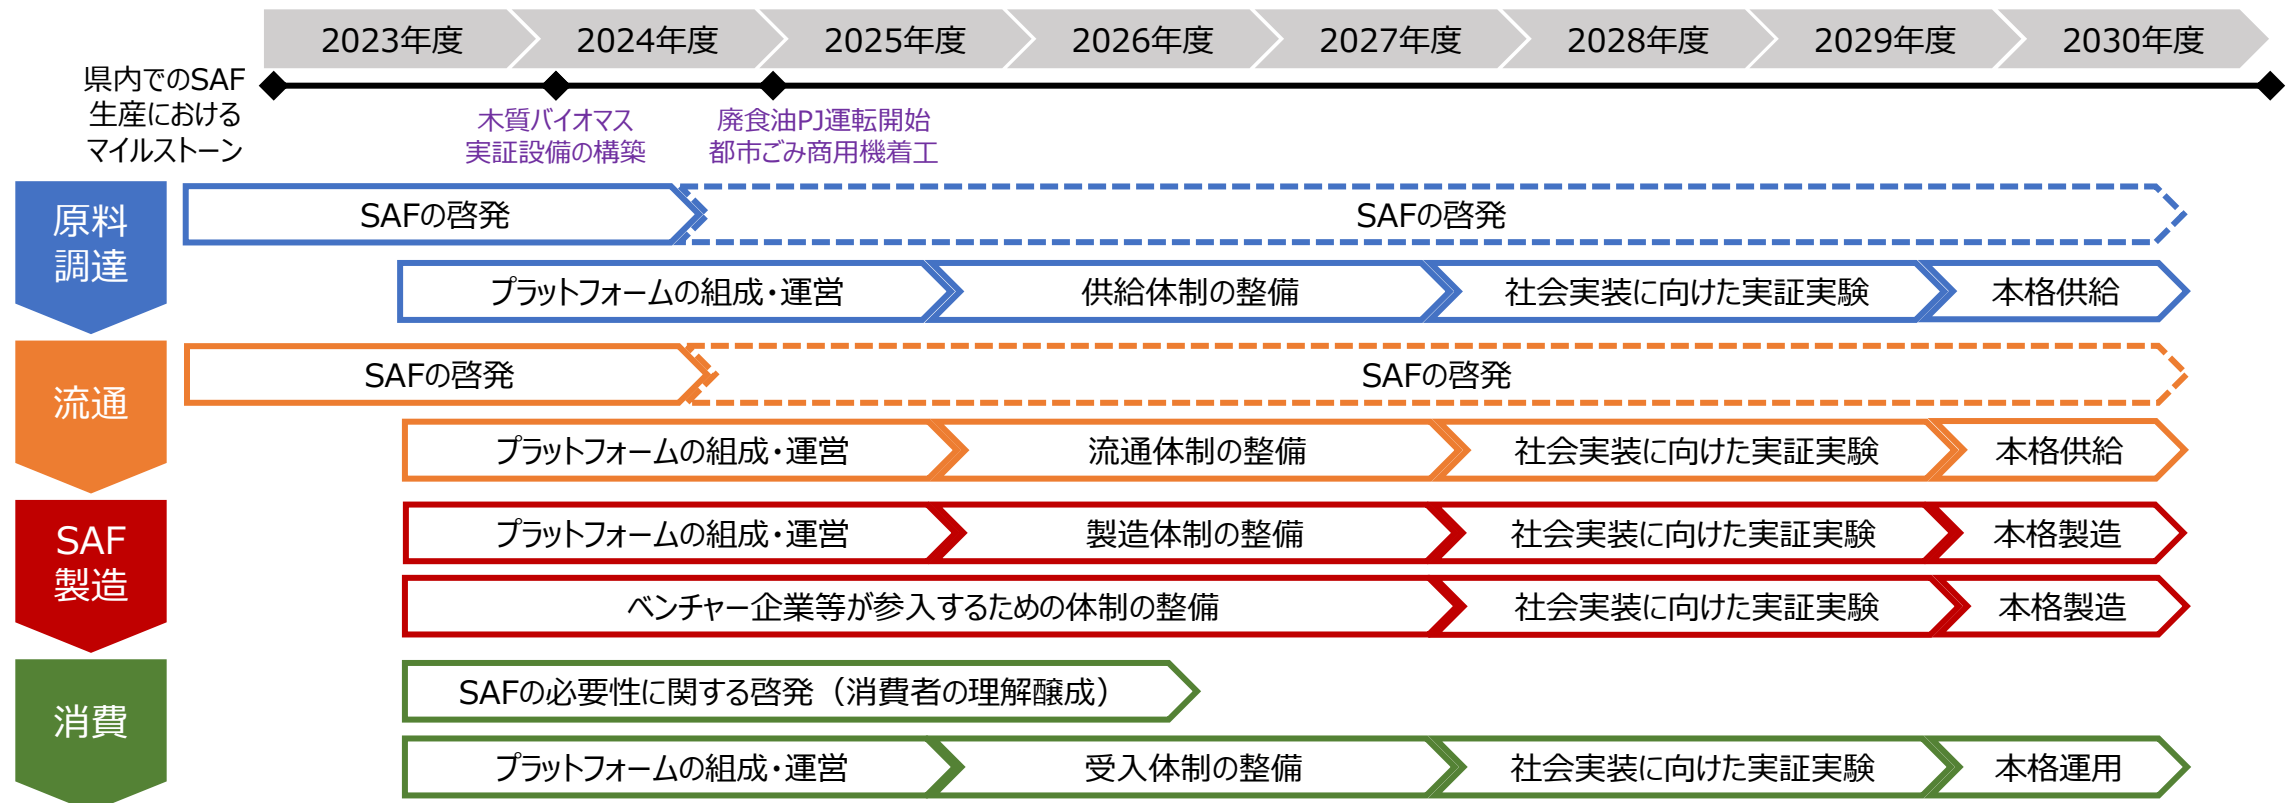 2023年度
2024年度
2025年度
2026年度
2027年度
2028年度
2029年度
2030年度
県内でのSAF
生産における
マイルストーン
木質バイオマス
実証設備の構築
廃食油PJ運転開始
都市ごみ商用機着工
原料
調達
SAFの啓発
SAFの啓発
プラットフォームの組成・運営
供給体制の整備
社会実装に向けた実証実験
本格供給
流通
SAFの啓発
SAFの啓発
プラットフォームの組成・運営
流通体制の整備
社会実装に向けた実証実験
本格供給
SAF
製造
プラットフォームの組成・運営
製造体制の整備
社会実装に向けた実証実験
本格製造
ベンチャー企業等が参入するための体制の整備
社会実装に向けた実証実験
本格製造
消費
SAFの必要性に関する啓発（消費者の理解醸成）
プラットフォームの組成・運営
受入体制の整備
社会実装に向けた実証実験
本格運用